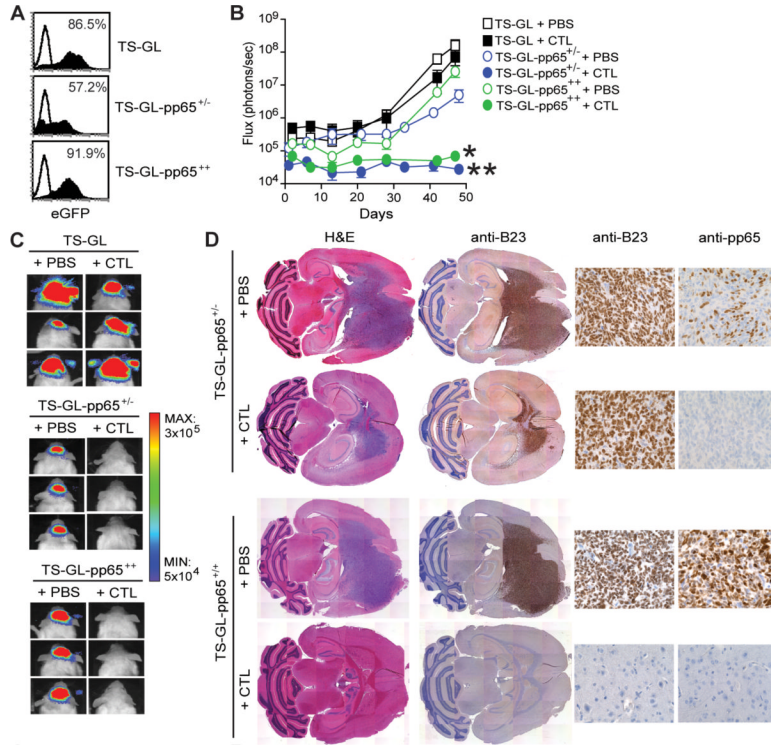 A
86.5%
TS-GL
57.2%
TS-GL-pp65+/-
91.9%
TS-GL-pp65++
eGFP
B
Flux (photons/sec)
10⁸
10⁷
10⁶
10⁵
10⁴
0 10 20 30 40 50
Days
TS-GL + PBS
TS-GL + CTL
TS-GL-pp65+/- + PBS
TS-GL-pp65+/- + CTL
TS-GL-pp65++ + PBS
TS-GL-pp65++ + CTL
*
**
C
TS-GL
+ PBS + CTL
TS-GL-pp65+/-
+ PBS + CTL
TS-GL-pp65++
+ PBS + CTL
MAX:
3x10⁵
MIN:
5x10⁴
D
H&E anti-B23 anti-B23 anti-pp65
TS-GL-pp65+/-
+ PBS
+ CTL
TS-GL-pp65+/+
+ PBS
+ CTL